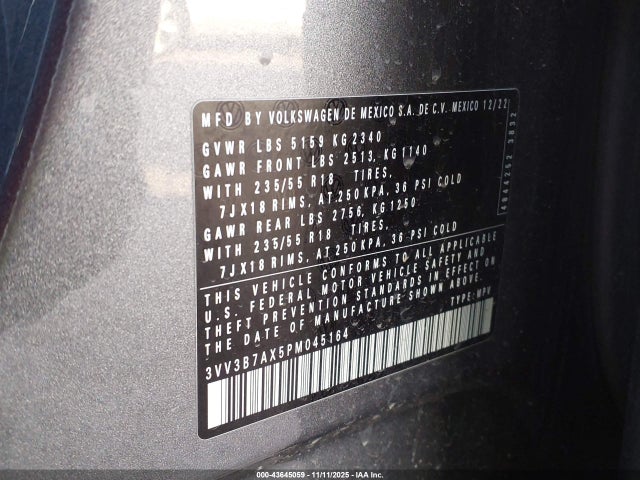 MFD BY VOLKSWAGEN DE MEXICO S.A. DE C.V. MEXICO 12/22
GVWR LBS 5159 KG 2340
GAWR FRONT LBS 2513, KG 1140
WITH 235/55 R18 TIRES,
7JX18 RIMS, AT 250 KPA, 36 PSI COLD
GAWR REAR LBS 2756, KG 1250
WITH 235/55 R18 TIRES,
7JX18 RIMS, AT 250 KPA, 36 PSI COLD
THIS VEHICLE CONFORMS TO ALL APPLICABLE
U.S. FEDERAL MOTOR VEHICLE SAFETY AND
THEFT PREVENTION STANDARDS IN EFFECT ON
THE DATE OF MANUFACTURE SHOWN ABOVE.
TYPE: MPV
3VV3B7AX5PM045164
4644252 3832
000-43645059 - 11/11/2025 - IAA Inc.